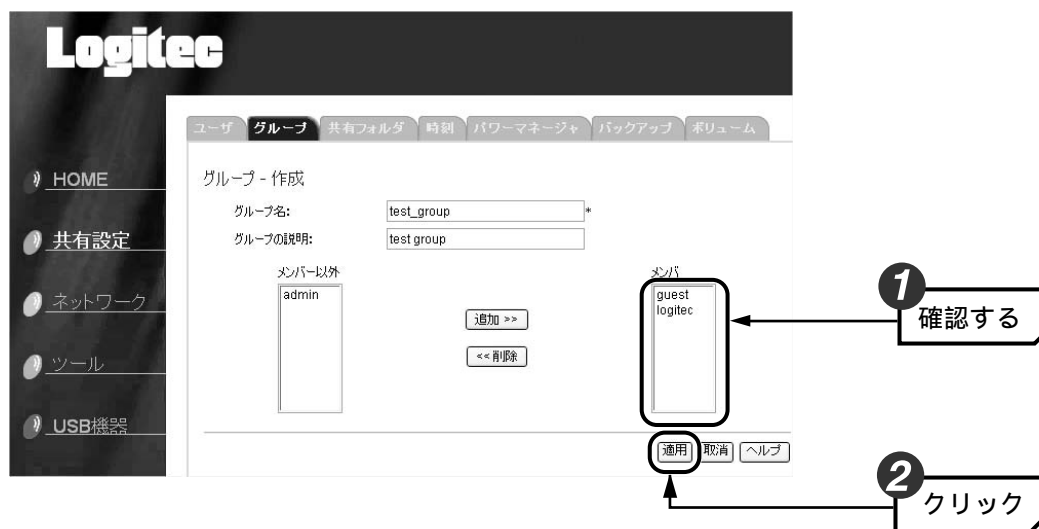 Logitec
ユーザ グループ 共有フォルダ 時刻 パワーマネージャ バックアップ ボリューム
HOME
共有設定
ネットワーク
ツール
USB機器
グループ - 作成
グループ名: test_group *
グループの説明: test group
メンバー以外
admin
追加 >>
<< 削除
メンバ
guest
logitec
適用 取消 ヘルプ
1 確認する
2 クリック